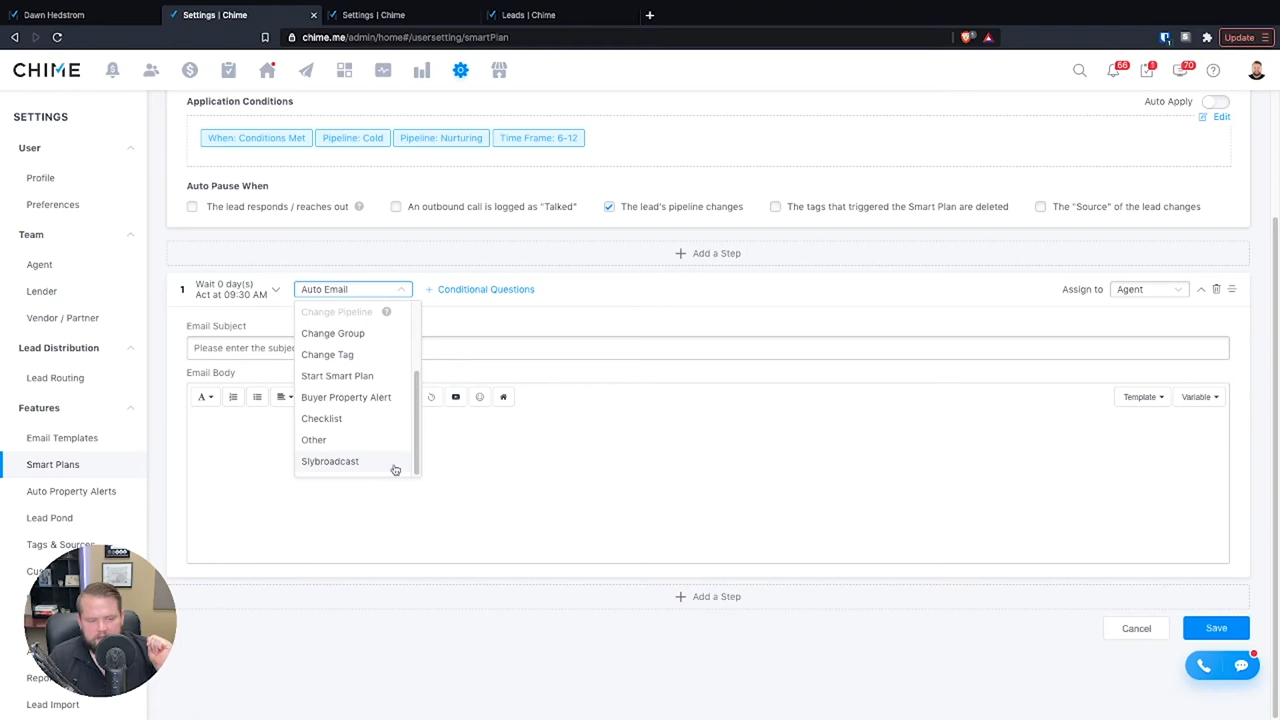 Dawn Hedstrom
Settings | Chime
Settings | Chime
Leads | Chime
chime.me/admin/home#/usersetting/smartPlan
Update
CHIME
66
1
70
SETTINGS
User
Profile
Preferences
Team
Agent
Lender
Vendor / Partner
Lead Distribution
Lead Routing
Features
Email Templates
Smart Plans
Auto Property Alerts
Lead Pond
Tags &
Lead Import
Application Conditions
Auto Apply
Edit
When: Conditions Met
Pipeline: Cold
Pipeline: Nurturing
Time Frame: 6-12
Auto Pause When
The lead responds / reaches out
An outbound call is logged as "Talked"
The lead's pipeline changes
The tags that triggered the Smart Plan are deleted
The "Source" of the lead changes
+ Add a Step
1
Wait 0 day(s)
Act at 09:30 AM
Auto Email
+ Conditional Questions
Assign to
Agent
Change Pipeline
Change Group
Change Tag
Start Smart Plan
Buyer Property Alert
Checklist
Other
Slybroadcast
Email Subject
Please enter the
Email Body
A
Template
Variable
+ Add a Step
Cancel
Save